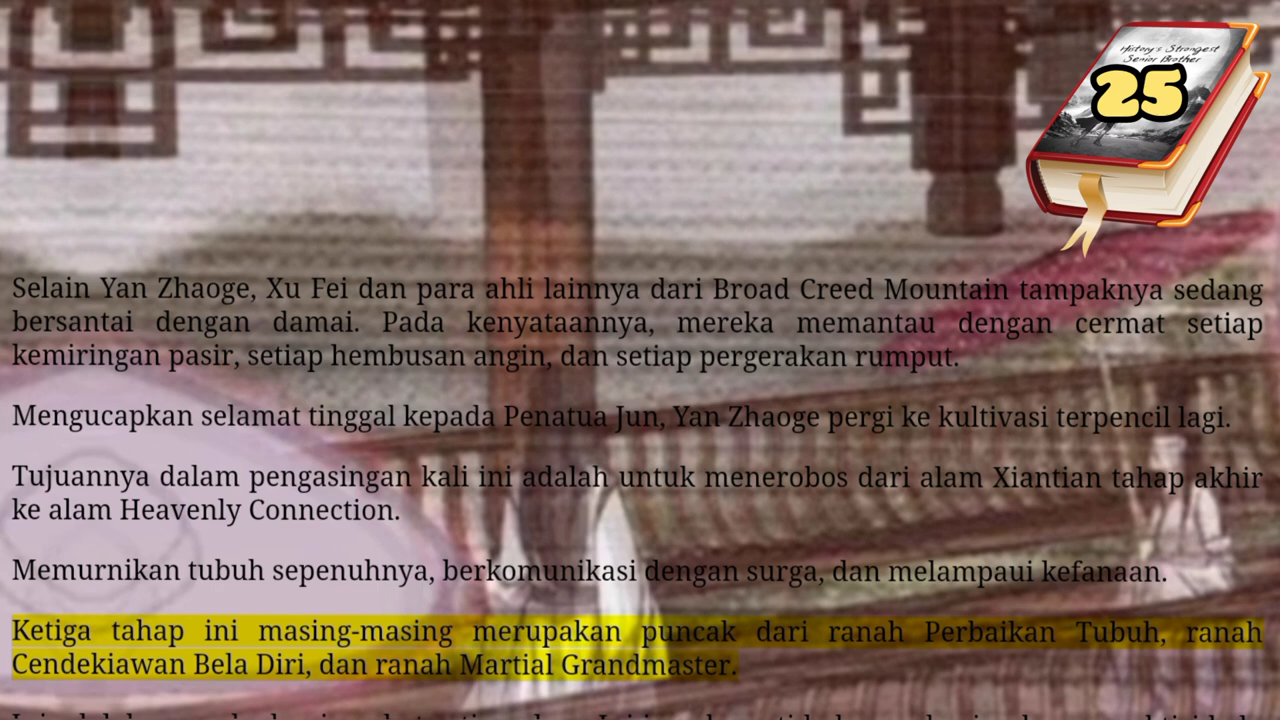 History's Strongest
Senior Brother
25
Selain Yan Zhaoge, Xu Fei dan para ahli lainnya dari Broad Creed Mountain tampaknya sedang
bersantai dengan damai. Pada kenyataannya, mereka memantau dengan cermat setiap
kemiringan pasir, setiap hembusan angin, dan setiap pergerakan rumput.
Mengucapkan selamat tinggal kepada Penatua Jun, Yan Zhaoge pergi ke kultivasi terpencil lagi.
Tujuannya dalam pengasingan kali ini adalah untuk menerobos dari alam Xiantian tahap akhir
ke alam Heavenly Connection.
Memurnikan tubuh sepenuhnya, berkomunikasi dengan surga, dan melampaui kefanaan.
Ketiga tahap ini masing-masing merupakan puncak dari ranah Perbaikan Tubuh, ranah
Cendekiawan Bela Diri, dan ranah Martial Grandmaster.